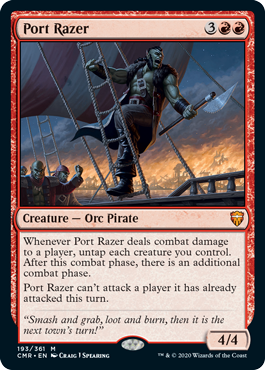 Port Razer 3
Creature — Orc Pirate
Whenever Port Razer deals combat damage
to a player, untap each creature you control.
After this combat phase, there is an additional
combat phase.
Port Razer can't attack a player it has already
attacked this turn.
"Smash and grab, loot and burn, then it is the
next town's turn!"
4/4
193/361 M
CMR • EN Craig J Spearing ™ & © 2020 Wizards of the Coast